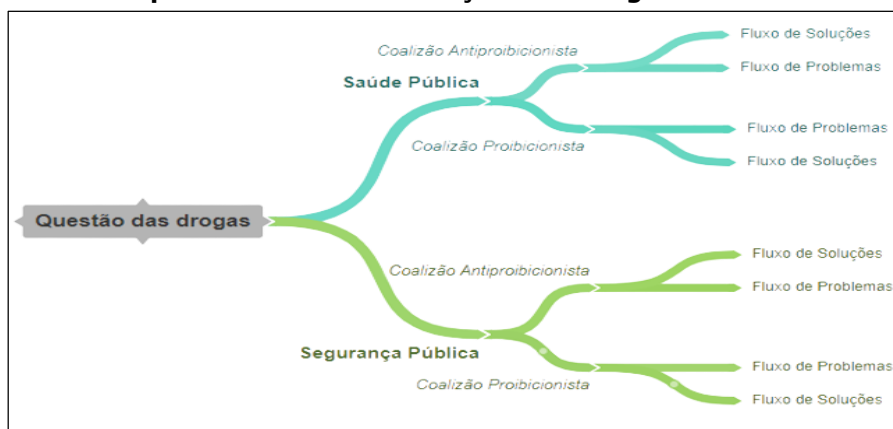 Fluxo de Soluções
Coalizão Antiproibicionista
Fluxo de Problemas
Saúde Pública
Fluxo de Problemas
Coalizão Proibicionista
Fluxo de Soluções
Questão das drogas
Fluxo de Soluções
Coalizão Antiproibicionista
Fluxo de Problemas
Segurança Pública
Fluxo de Problemas
Coalizão Proibicionista
Fluxo de Soluções